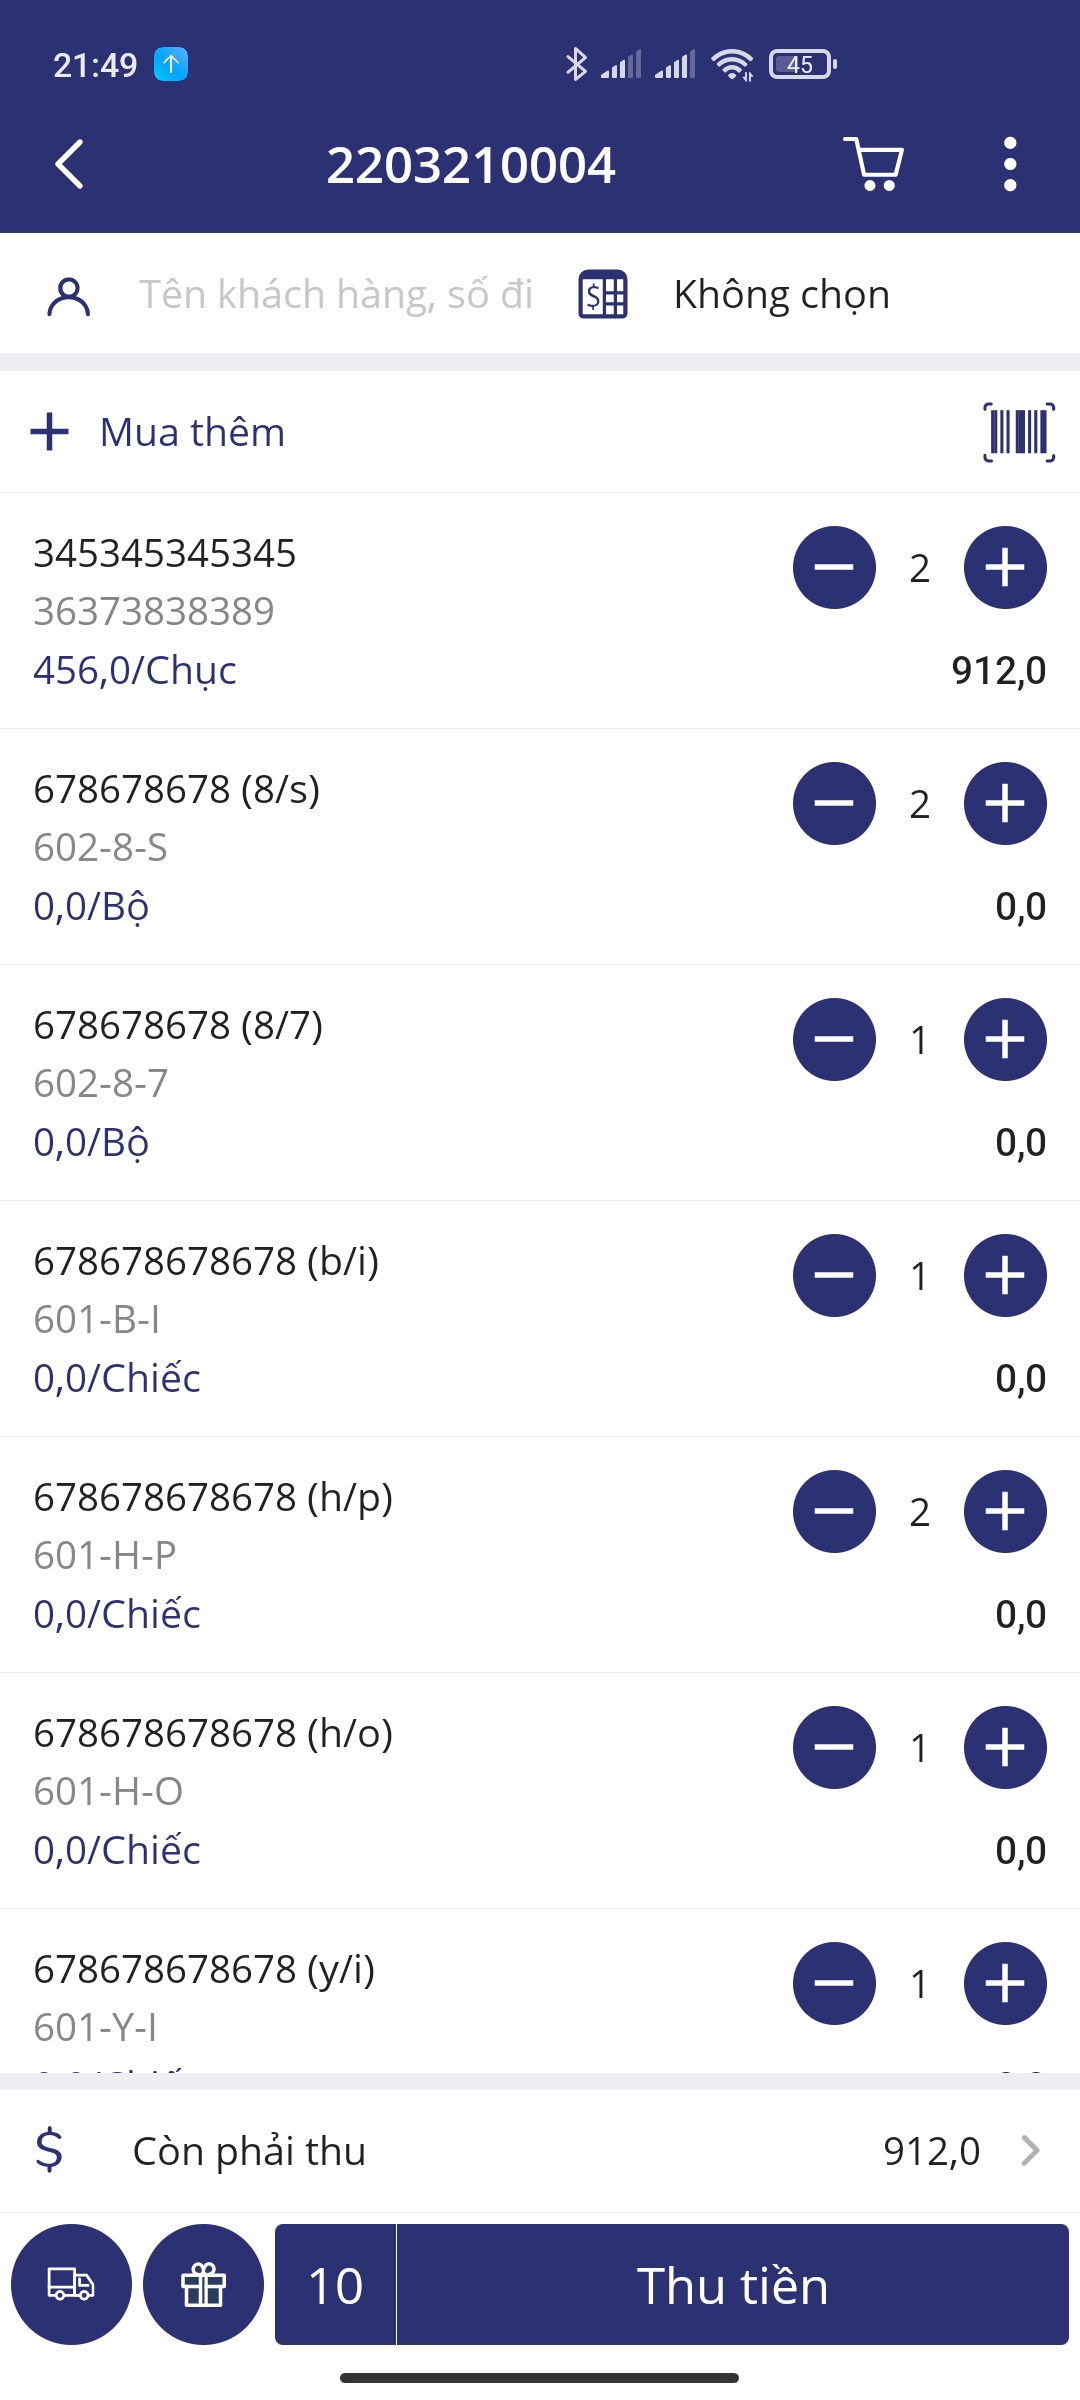 21:49
45
2203210004
Tên khách hàng, số đi
Không chọn
Mua thêm
345345345345
2
36373838389
456,0/Chục
912,0
678678678 (8/s)
2
602-8-S
0,0/Bộ
0,0
678678678 (8/7)
1
602-8-7
0,0/Bộ
0,0
678678678678 (b/i)
1
601-B-I
0,0/Chiếc
0,0
678678678678 (h/p)
2
601-H-P
0,0/Chiếc
0,0
678678678678 (h/o)
1
601-H-O
0,0/Chiếc
0,0
678678678678 (y/i)
1
601-Y-I
$ Còn phải thu
912,0
10
Thu tiền